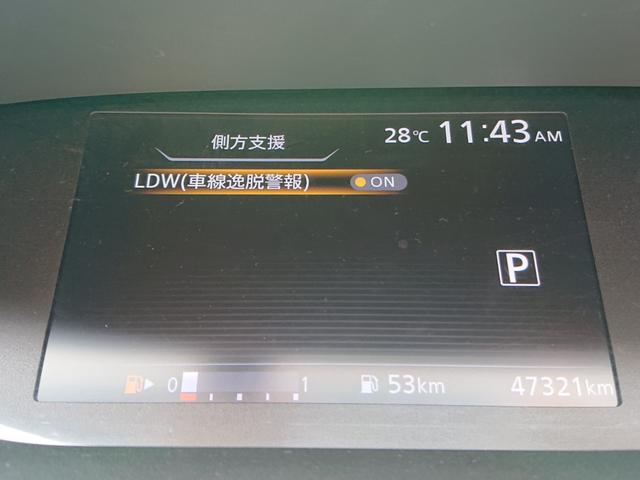 側方支援
28℃ 11:43 AM
LDW(車線逸脱警報) ON
P
0 1 53km 47321km